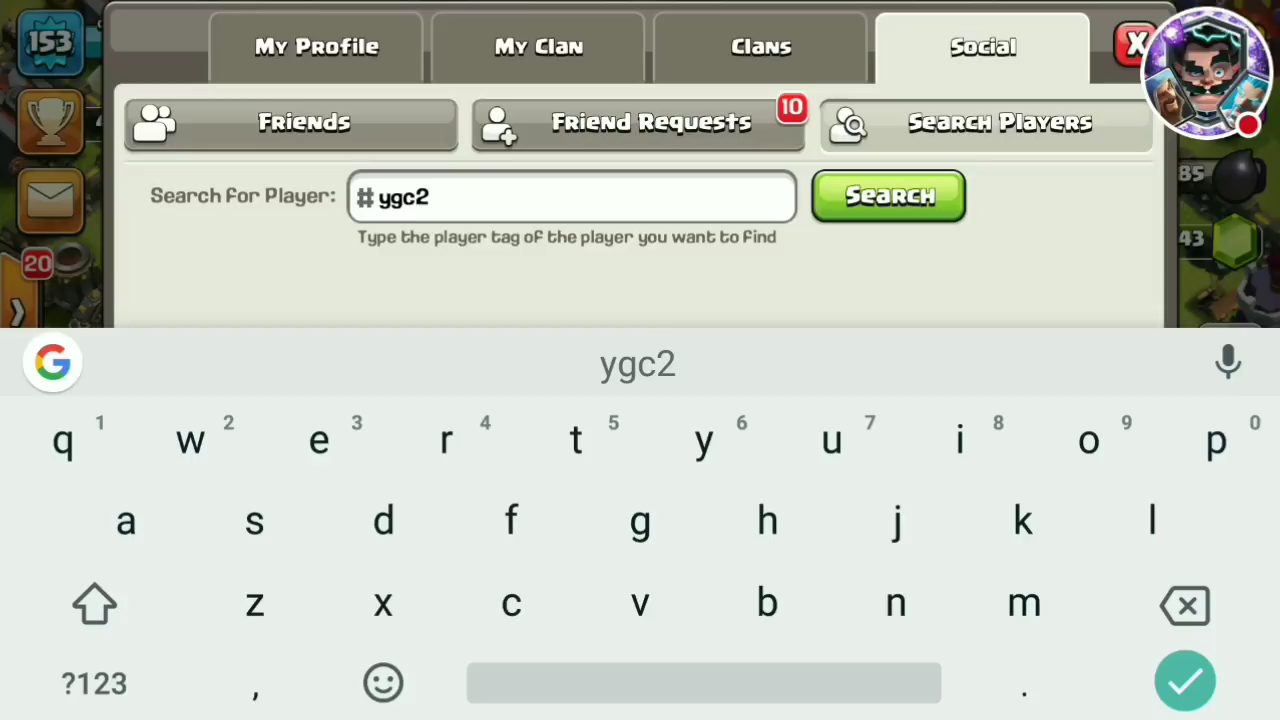 153
My Profile
My Clan
Clans
Social
X
Friends
Friend Requests
10
Search Players
Search for Player:
# ygc2
Search
Type the player tag of the player you want to find
85
43
20
G
ygc2
q 1 w 2 e 3 r 4 t 5 y 6 u 7 i 8 o 9 p 0
a s d f g h j k l
z x c v b n m
?123 , .